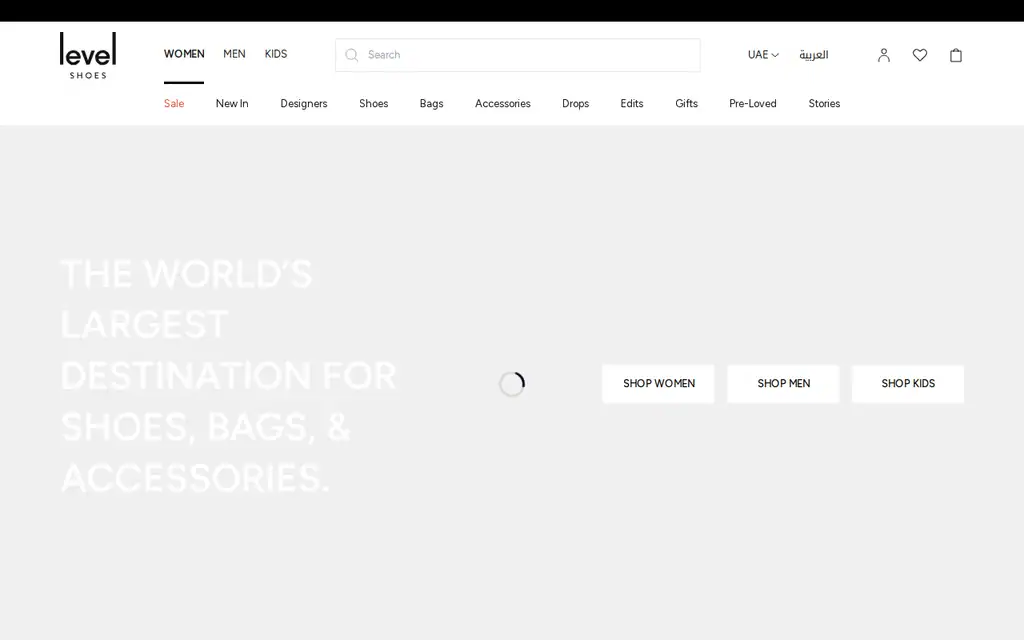 level
SHOES
WOMEN MEN KIDS
Search
UAE
العربية
Sale New In Designers Shoes Bags Accessories Drops Edits Gifts Pre-Loved Stories
THE WORLD'S
LARGEST
DESTINATION FOR
SHOES, BAGS, &
ACCESSORIES.
SHOP WOMEN SHOP MEN SHOP KIDS